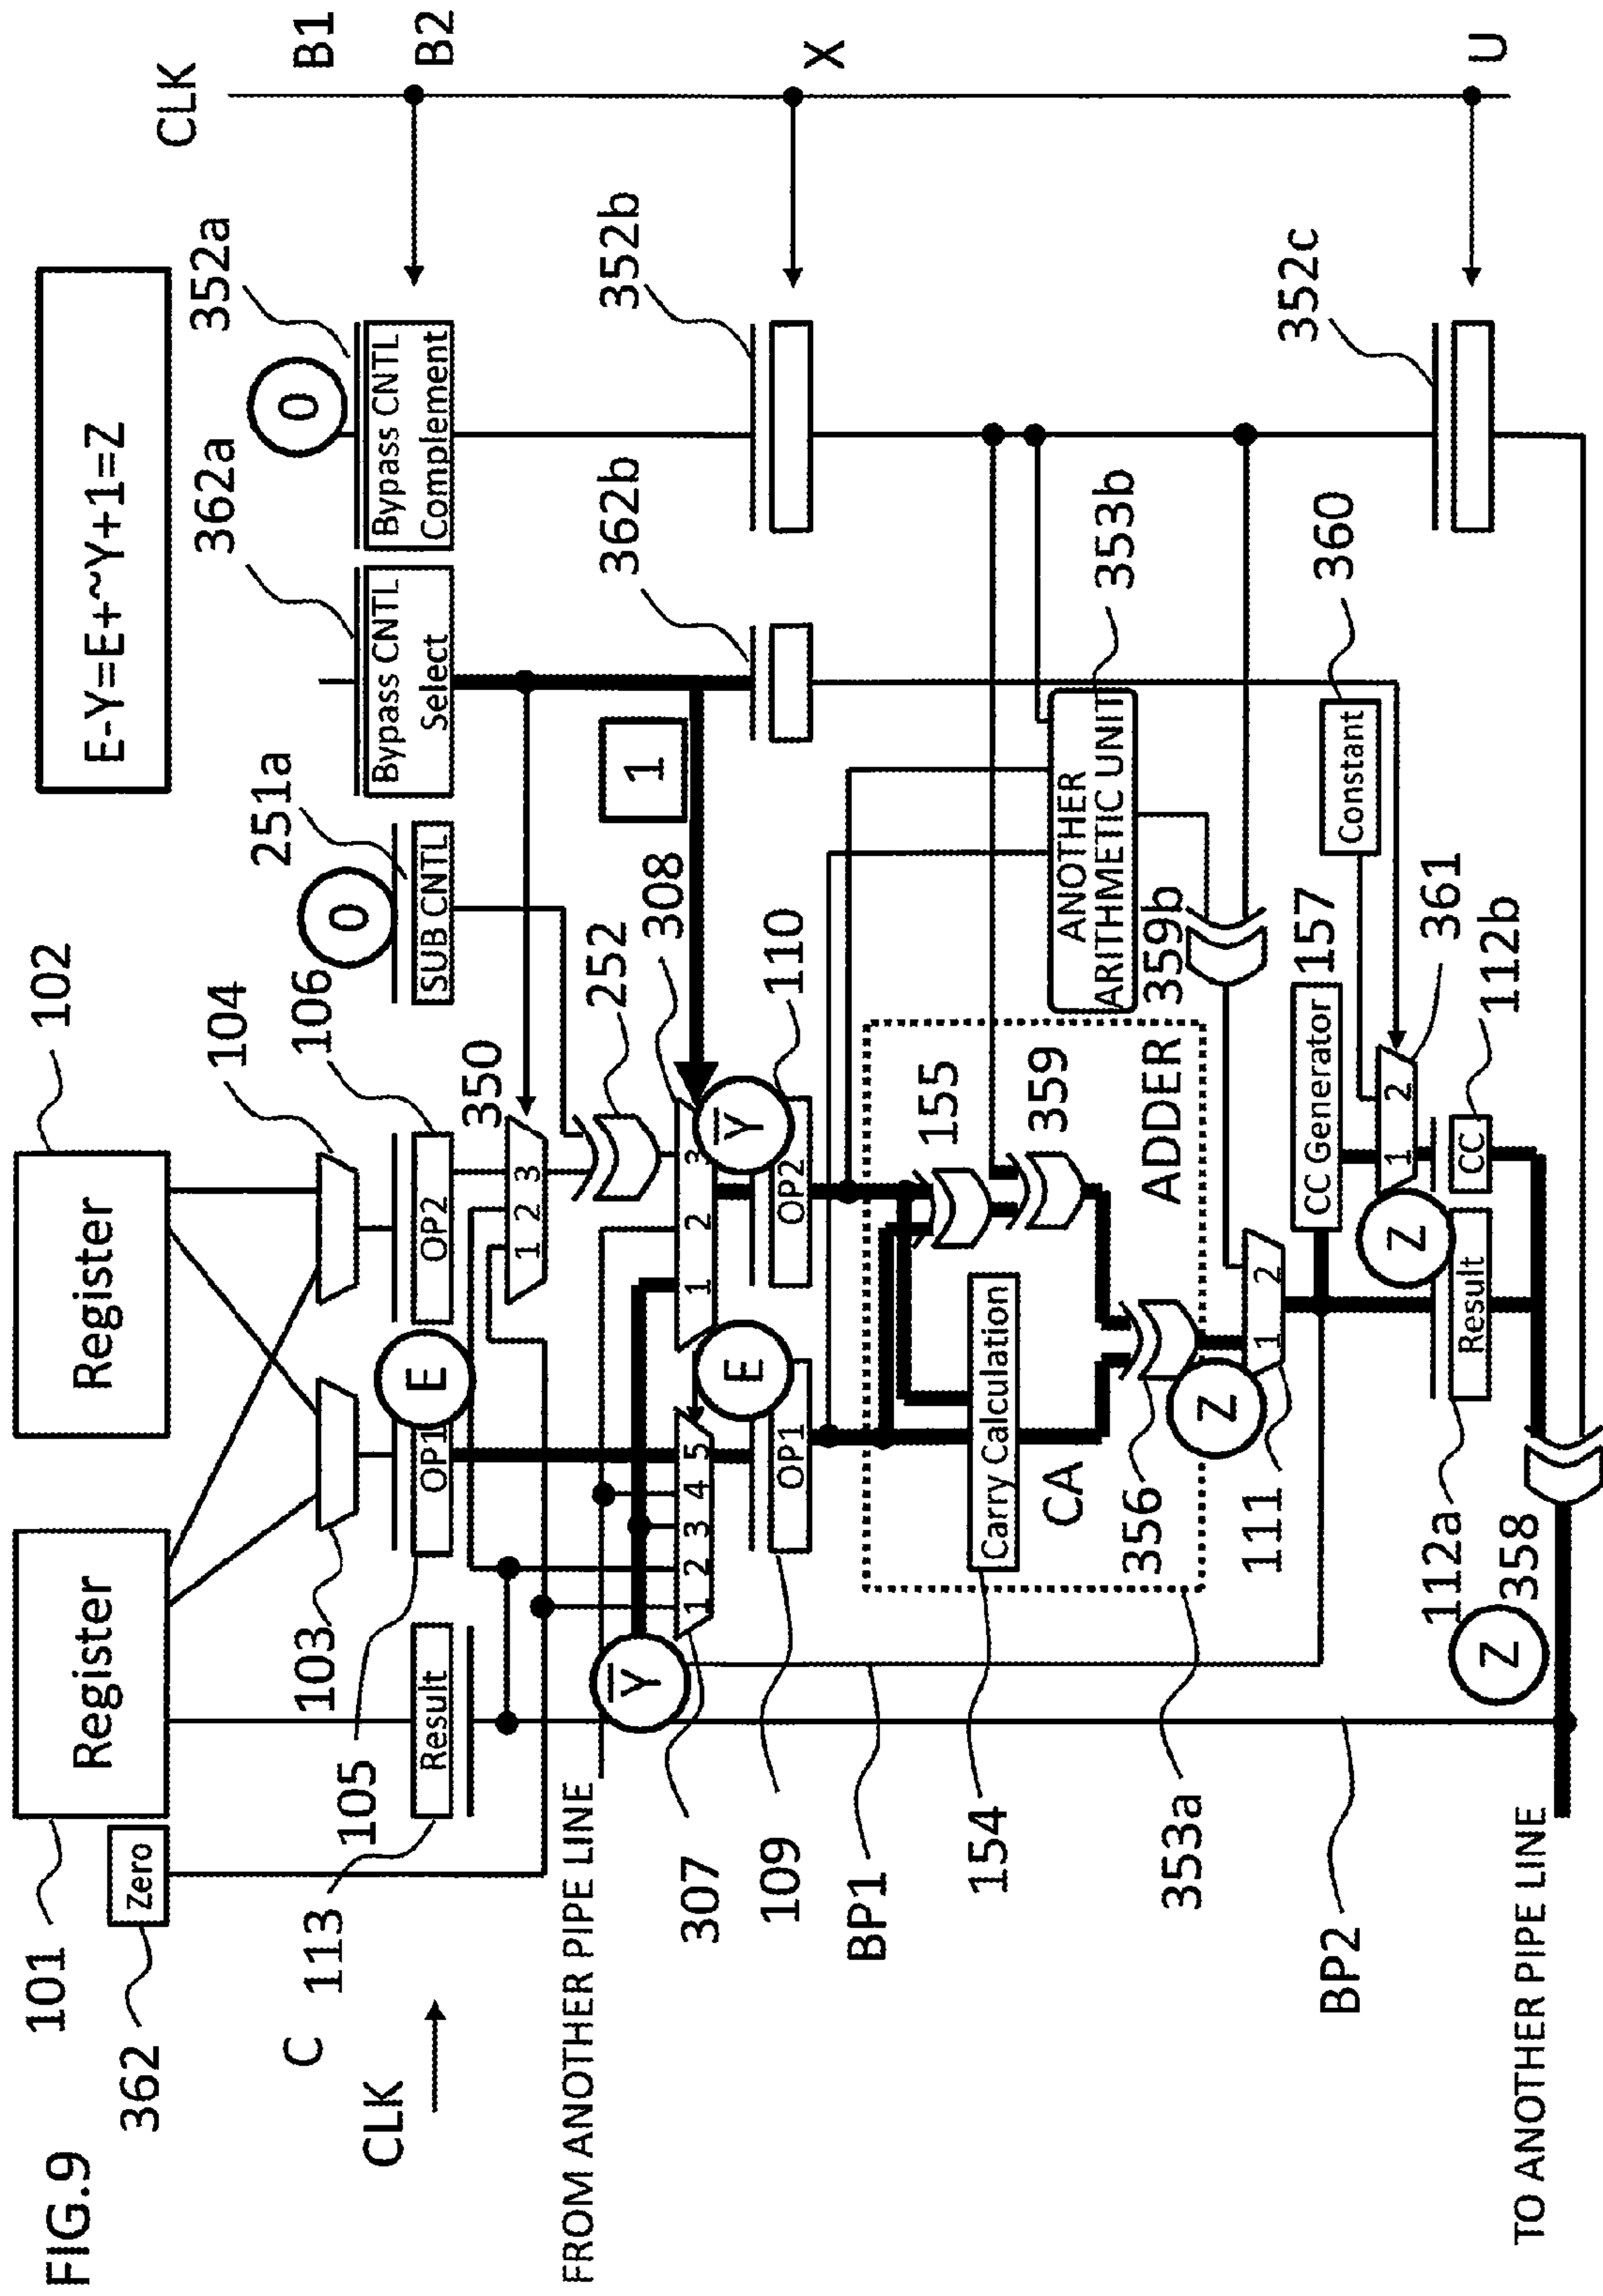 FIG.9
E-Y=E+~Y+1=Z
101
Register
Register
102
362
Zero
103
104
C
113
105
106
251a
362a
352a
B1
CLK
0
0
B2
CLK
Result
OP1
E
OP2
SUB CNTL
Bypass CNTL
Select
Bypass CNTL
Complement
350
1 2 3
252
FROM ANOTHER PIPE LINE
Y
1
308
362b
352b
307
1 2 3 4 5
1 2 3
E
Y
109
OP1
OP2
110
X
BP1
154
Carry Calculation
155
359
CA
353a
356
ADDER
ANOTHER
ARITHMETIC UNIT
353b
359b
Z
111
1 2
BP2
CC Generator
157
Constant
360
352c
Z
1 2
361
112a
Result
CC
112b
U
Z
358
TO ANOTHER PIPE LINE